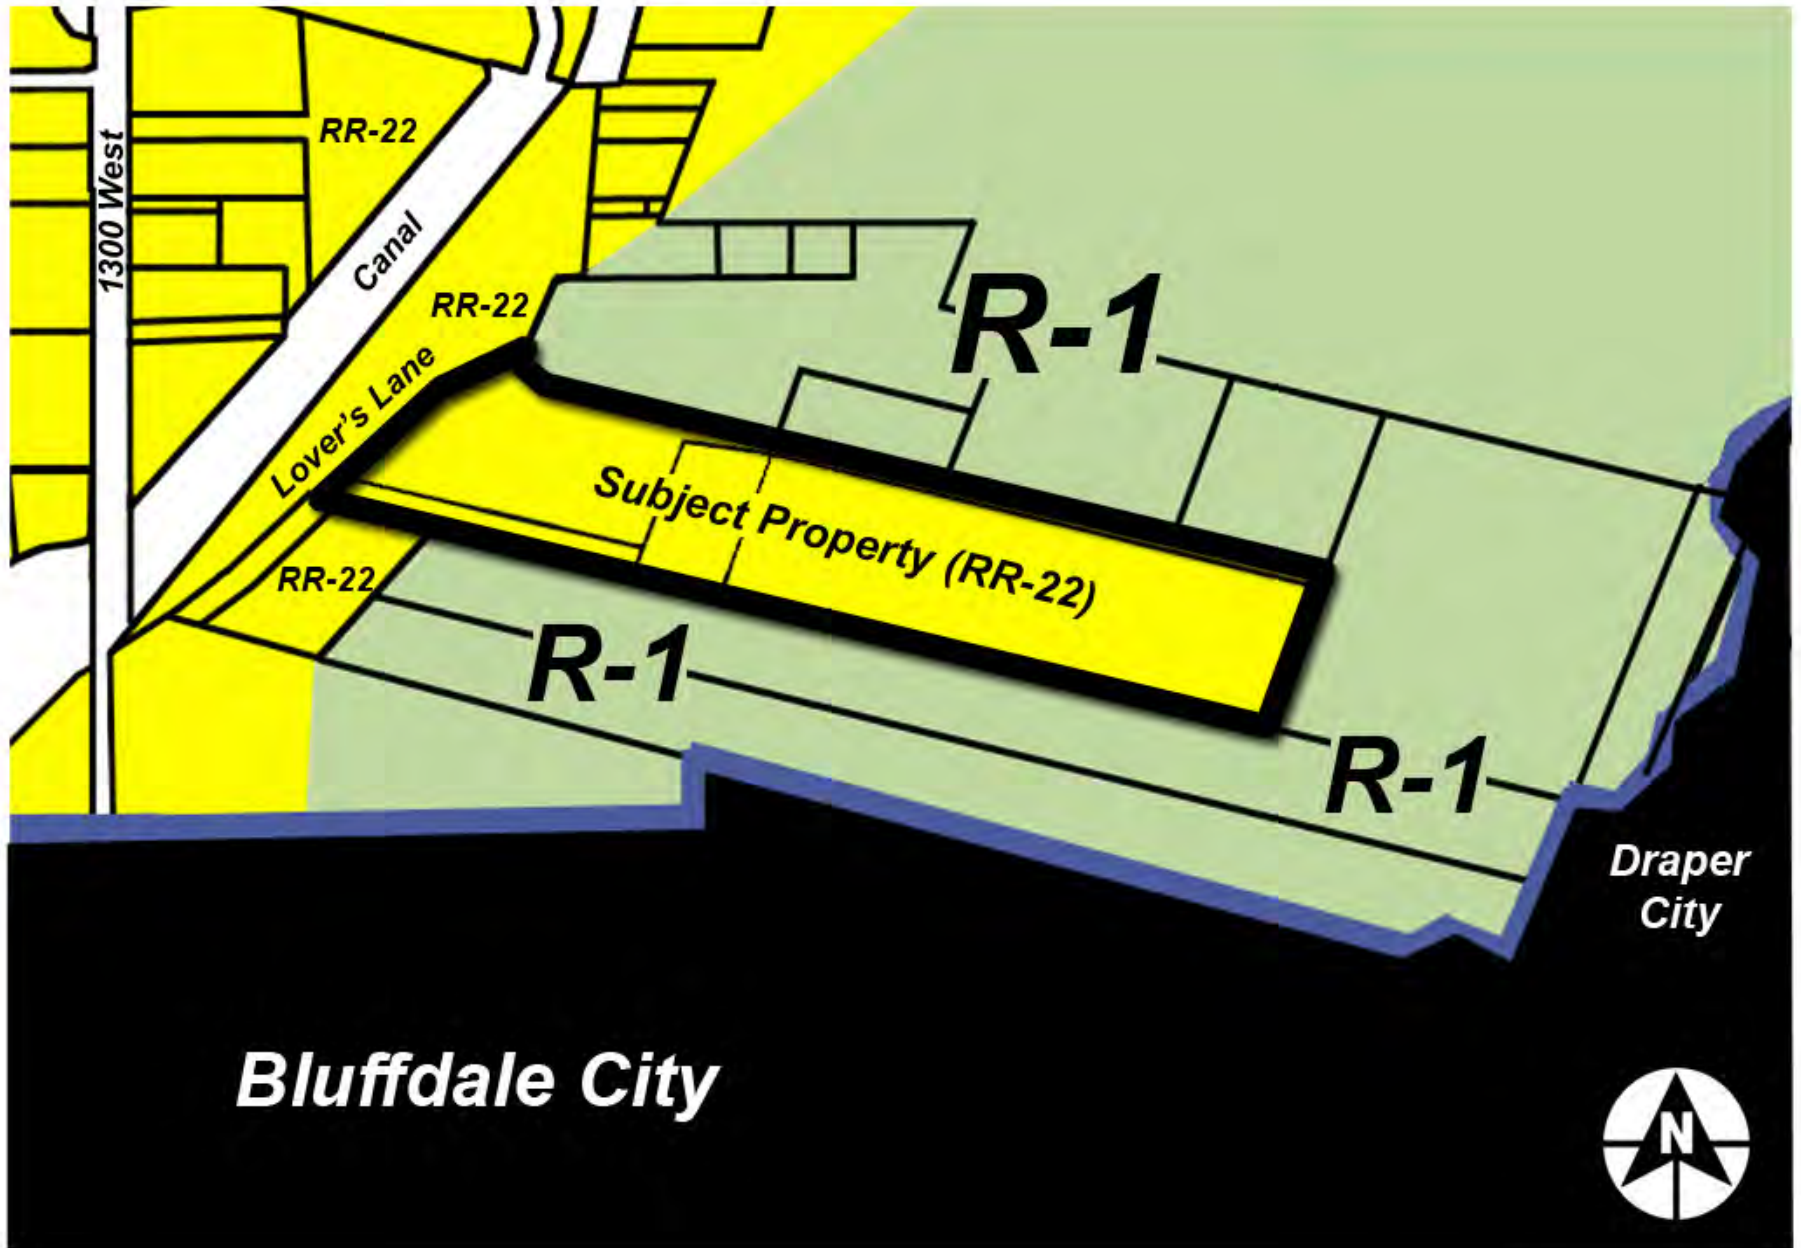 RR-22
1300 West
Canal
RR-22
R-1
Lover's Lane
Subject Property (RR-22)
RR-22
R-1
R-1
Draper
City
Bluffdale City
N